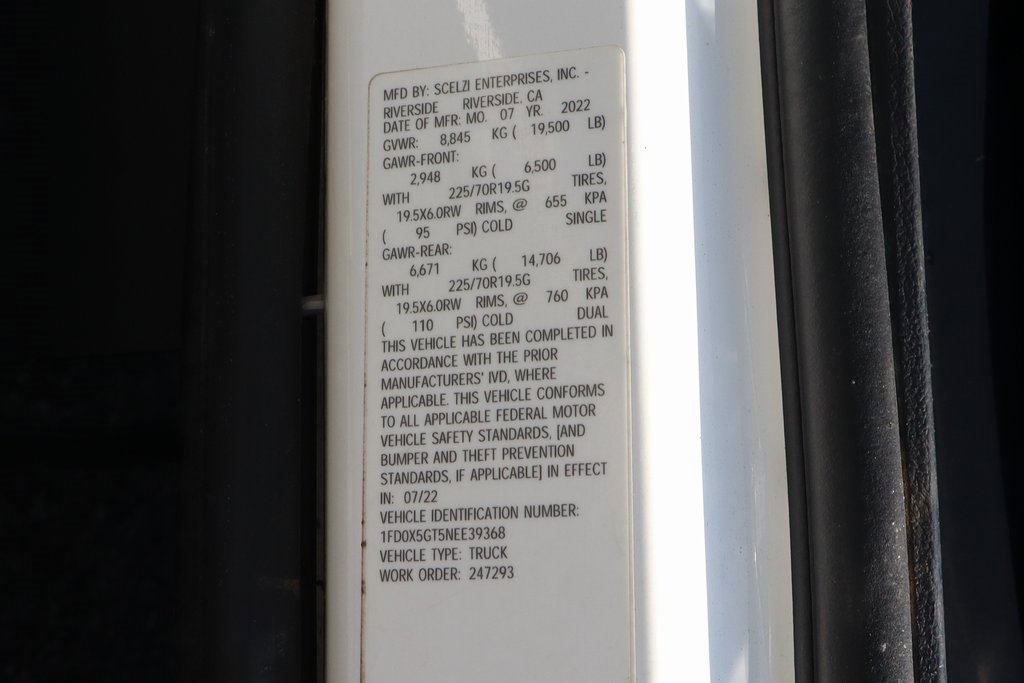 MFD BY: SCELZI ENTERPRISES, INC. -
RIVERSIDE RIVERSIDE, CA
DATE OF MFR: MO. 07 YR. 2022
GVWR: 8,845 KG ( 19,500 LB)
GAWR-FRONT:
2,948 KG ( 6,500 LB)
WITH 225/70R19.5G TIRES,
19.5X6.0RW RIMS, @ 655 KPA
( 95 PSI) COLD SINGLE
GAWR-REAR:
6,671 KG ( 14,706 LB)
WITH 225/70R19.5G TIRES,
19.5X6.0RW RIMS, @ 760 KPA
( 110 PSI) COLD DUAL
THIS VEHICLE HAS BEEN COMPLETED IN
ACCORDANCE WITH THE PRIOR
MANUFACTURERS' IVD, WHERE
APPLICABLE. THIS VEHICLE CONFORMS
TO ALL APPLICABLE FEDERAL MOTOR
VEHICLE SAFETY STANDARDS, [AND
BUMPER AND THEFT PREVENTION
STANDARDS, IF APPLICABLE] IN EFFECT
IN: 07/22
VEHICLE IDENTIFICATION NUMBER:
1FD0X5GT5NEE39368
VEHICLE TYPE: TRUCK
WORK ORDER: 247293